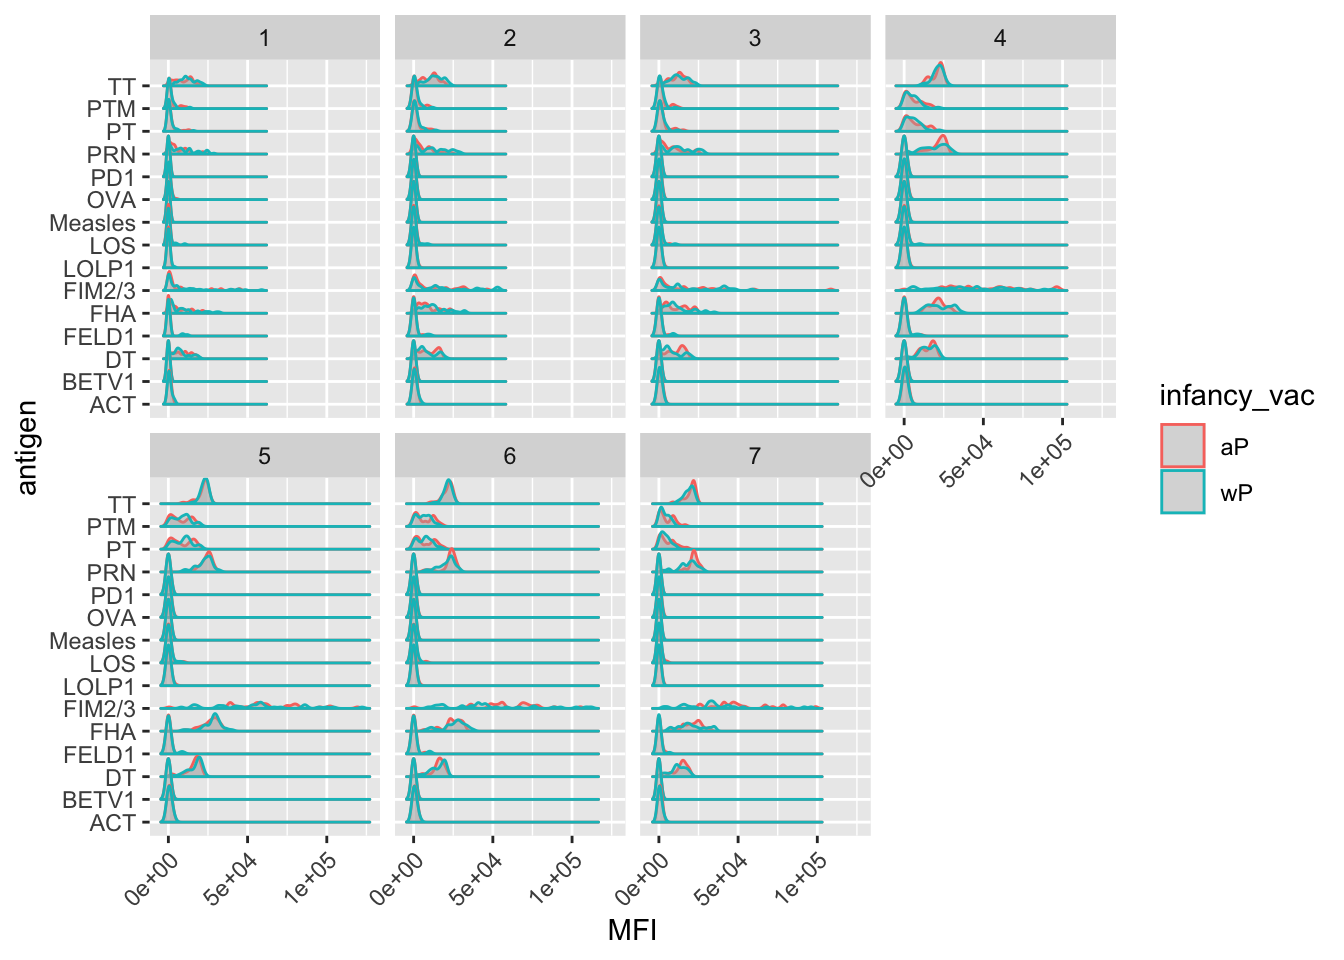 1 2 3 4
TT
PTM
PT
PRN
PD1
OVA
Measles
LOS
LOLP1
FIM2/3
FHA
FELD1
DT
BETV1
ACT
0e+00 5e+04 1e+05
5 6 7
TT
PTM
PT
PRN
PD1
OVA
Measles
LOS
LOLP1
FIM2/3
FHA
FELD1
DT
BETV1
ACT
0e+00 5e+04 1e+05 0e+00 5e+04 1e+05 0e+00 5e+04 1e+05
MFI
antigen
infancy_vac
aP
wP